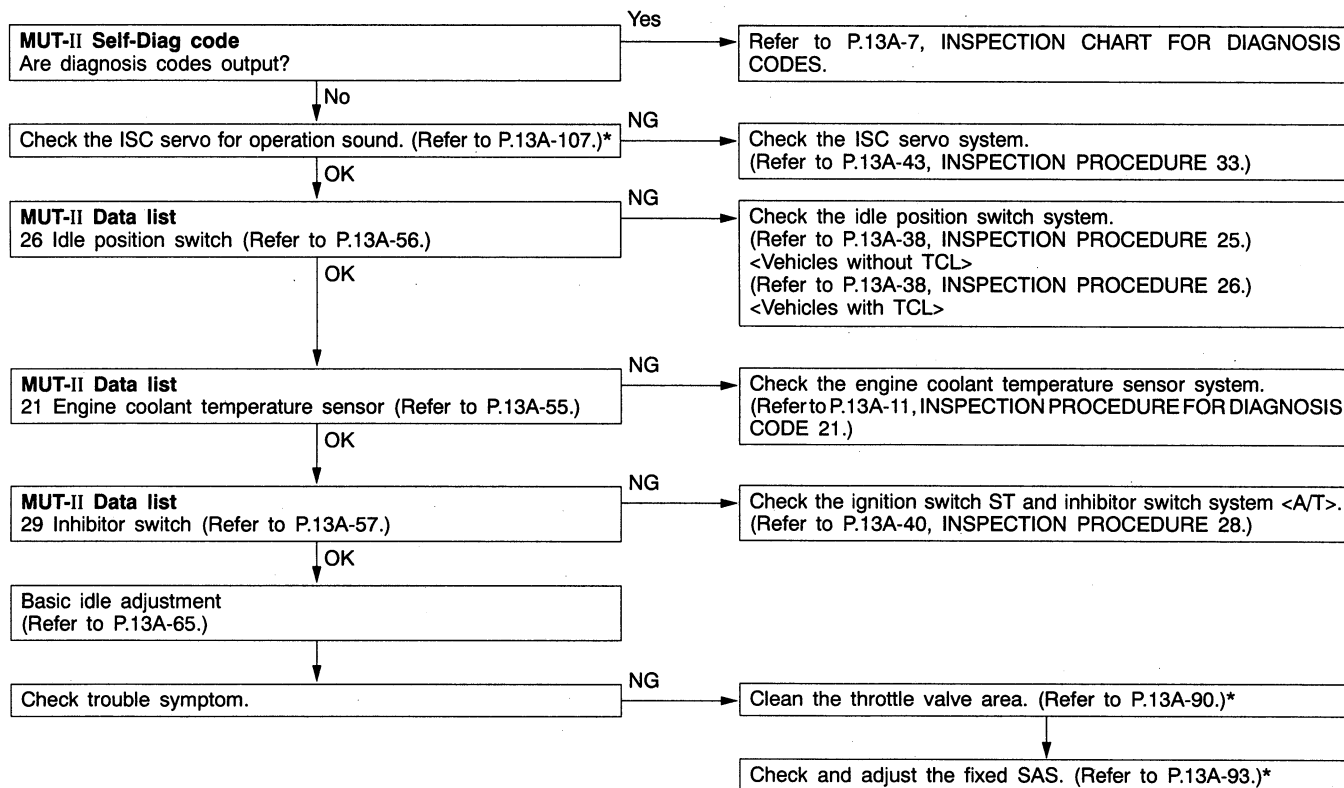 Yes
MUT-II Self-Diag code
Are diagnosis codes output?
Refer to P.13A-7, INSPECTION CHART FOR DIAGNOSIS
CODES.
No
Check the ISC servo for operation sound. (Refer to P.13A-107.)*
NG
Check the ISC servo system.
(Refer to P.13A-43, INSPECTION PROCEDURE 33.)
OK
MUT-II Data list
26 Idle position switch (Refer to P.13A-56.)
NG
Check the idle position switch system.
(Refer to P.13A-38, INSPECTION PROCEDURE 25.)
<Vehicles without TCL>
(Refer to P.13A-38, INSPECTION PROCEDURE 26.)
<Vehicles with TCL>
OK
MUT-II Data list
21 Engine coolant temperature sensor (Refer to P.13A-55.)
NG
Check the engine coolant temperature sensor system.
(Refer to P.13A-11, INSPECTION PROCEDURE FOR DIAGNOSIS
CODE 21.)
OK
MUT-II Data list
29 Inhibitor switch (Refer to P.13A-57.)
NG
Check the ignition switch ST and inhibitor switch system <A/T>.
(Refer to P.13A-40, INSPECTION PROCEDURE 28.)
OK
Basic idle adjustment
(Refer to P.13A-65.)
Check trouble symptom.
NG
Clean the throttle valve area. (Refer to P.13A-90.)*
Check and adjust the fixed SAS. (Refer to P.13A-93.)*